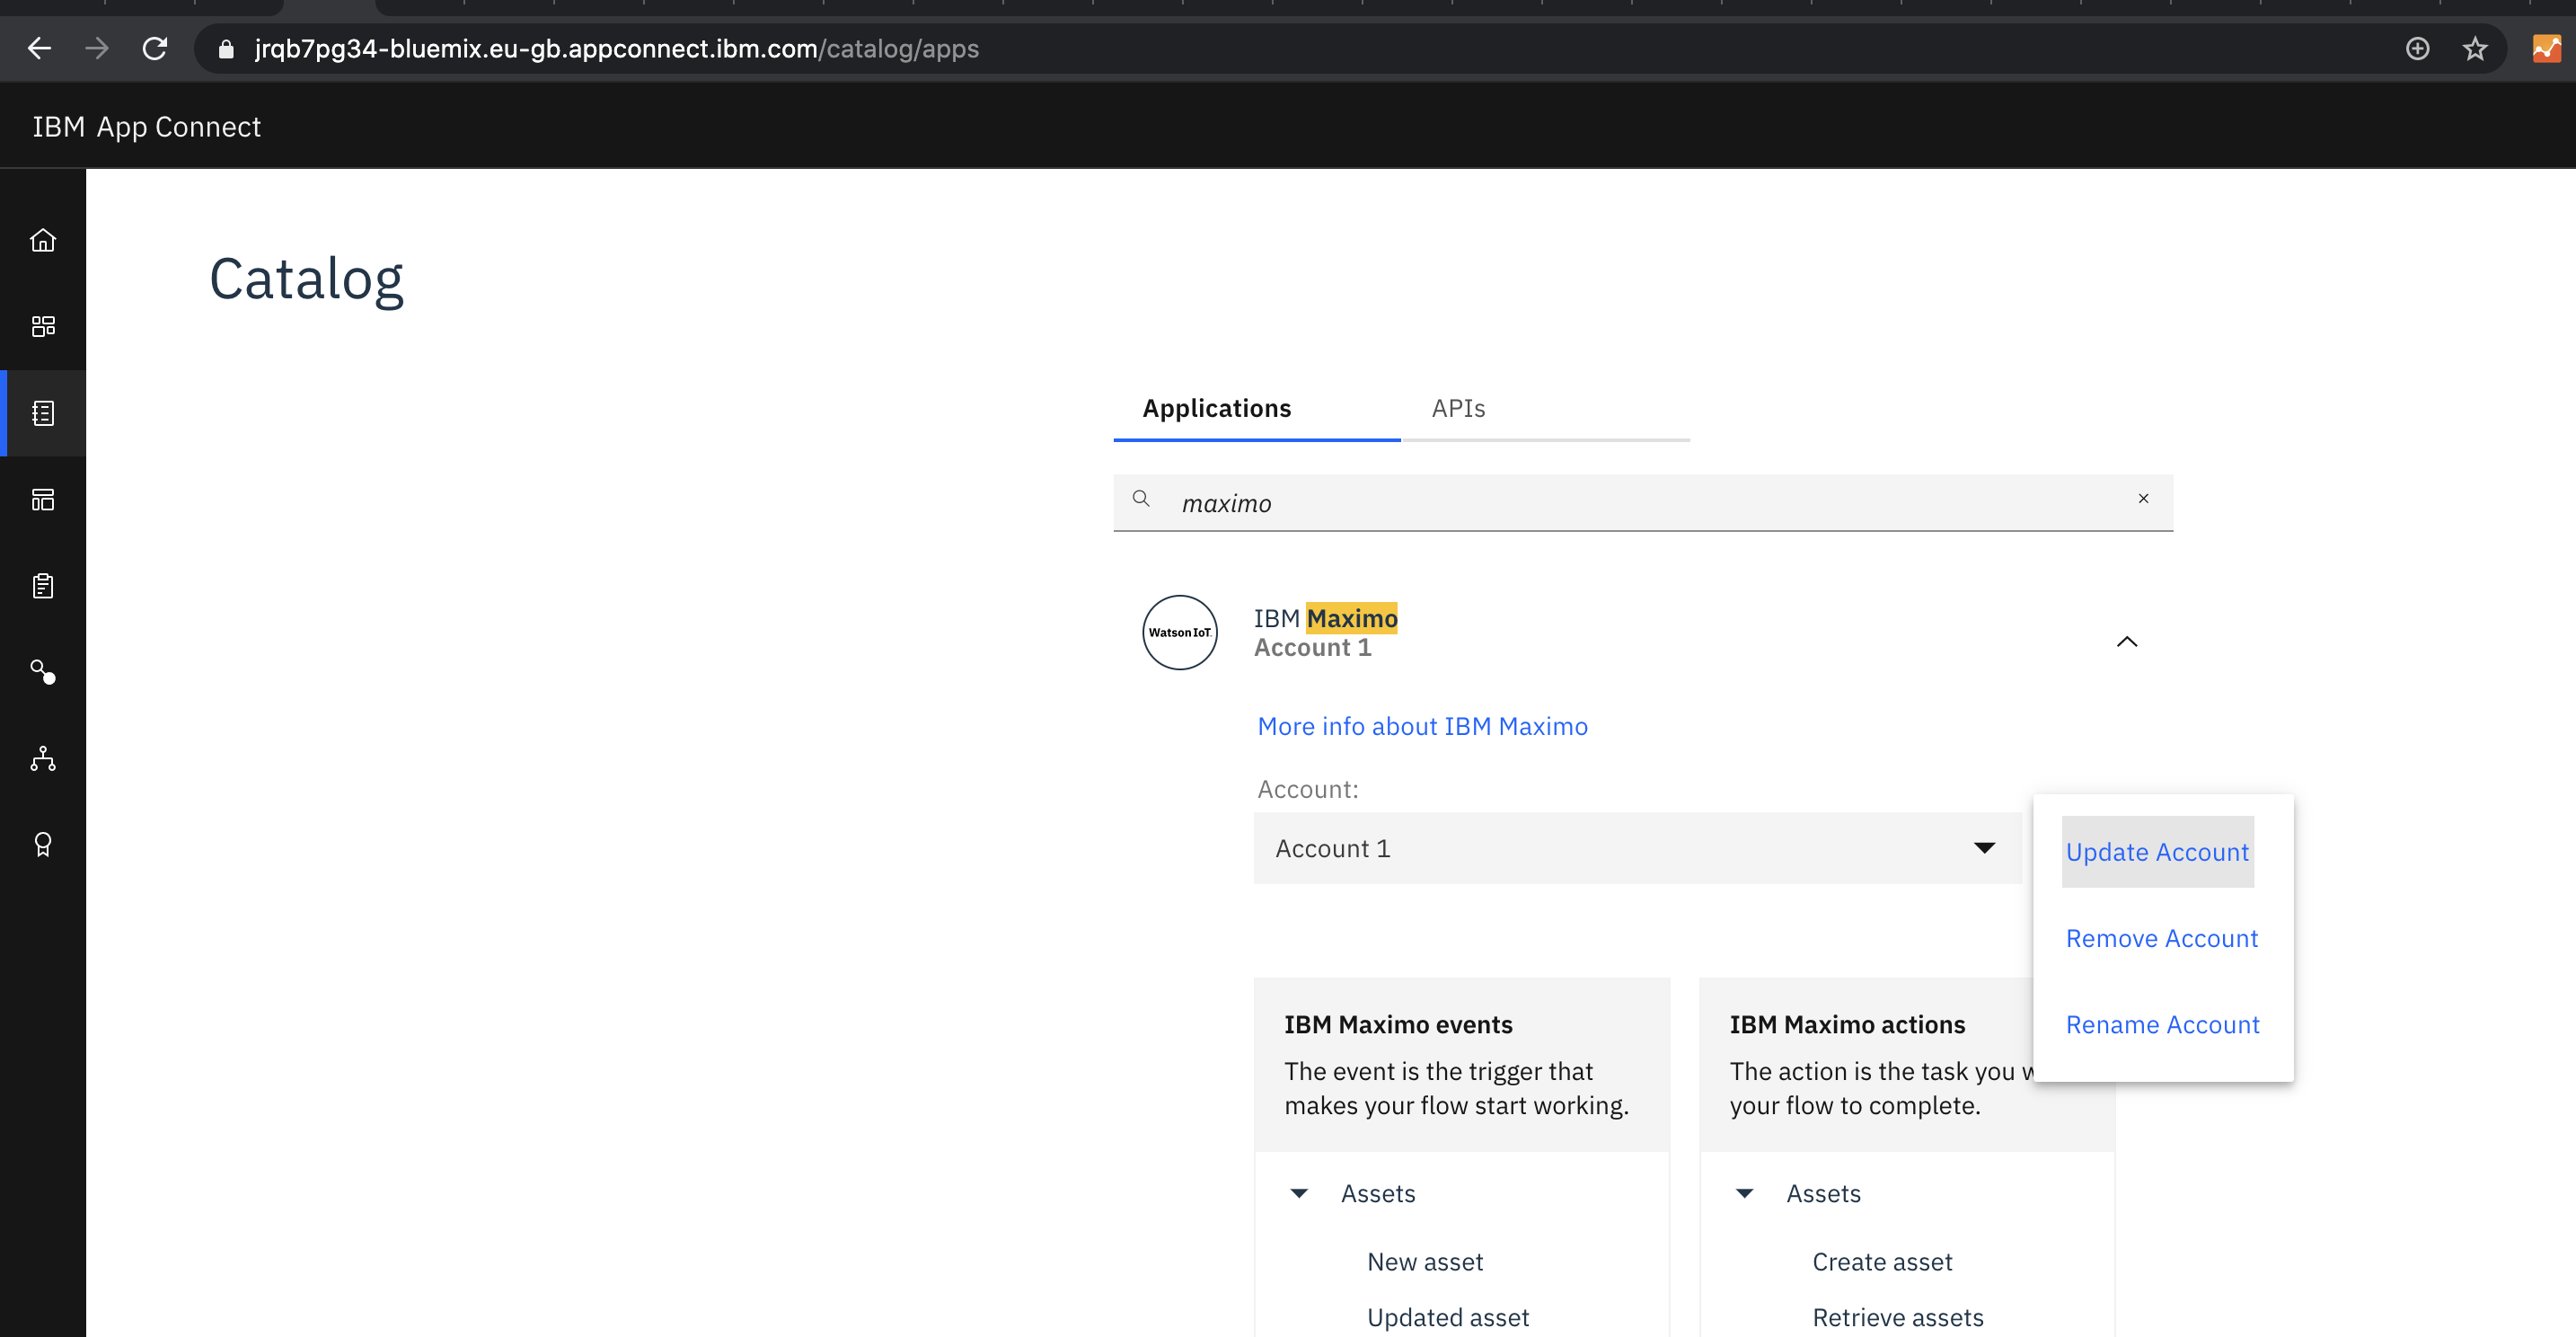 jrqb7pg34-bluemix.eu-gb.appconnect.ibm.com/catalog/apps
IBM App Connect
Catalog
Applications
APIs
maximo
Watson IoT
IBM Maximo
Account 1
More info about IBM Maximo
Account:
Account 1
Update Account
Remove Account
Rename Account
IBM Maximo events
The event is the trigger that
makes your flow start working.
IBM Maximo actions
The action is the task you w
your flow to complete.
Assets
New asset
Updated asset
Assets
Create asset
Retrieve assets